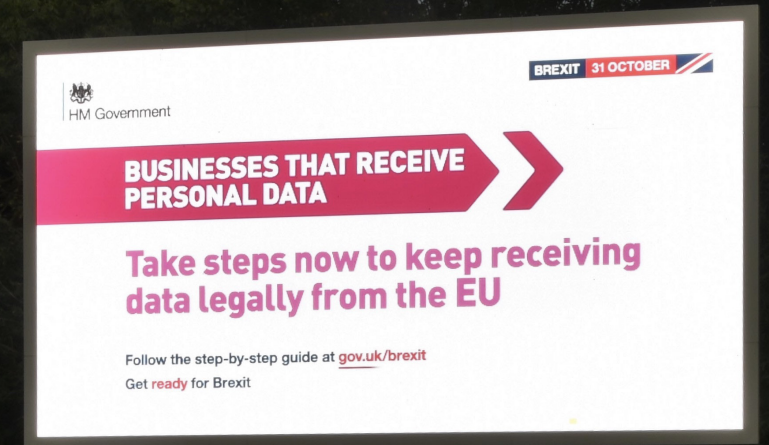 BREXIT 31 OCTOBER
HM Government
BUSINESSES THAT RECEIVE
PERSONAL DATA
Take steps now to keep receiving
data legally from the EU
Follow the step-by-step guide at gov.uk/brexit
Get ready for Brexit